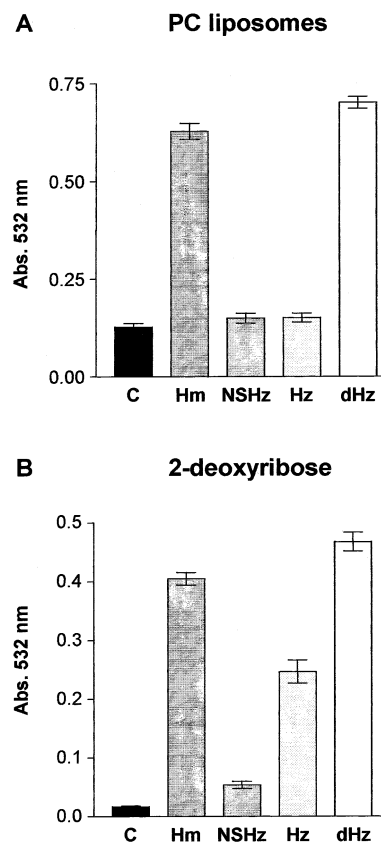 A PC liposomes
0.75
0.50
0.25
0.00
Abs. 532 nm
C Hm NSHz Hz dHz
B 2-deoxyribose
0.5
0.4
0.3
0.2
0.1
0.0
Abs. 532 nm
C Hm NSHz Hz dHz